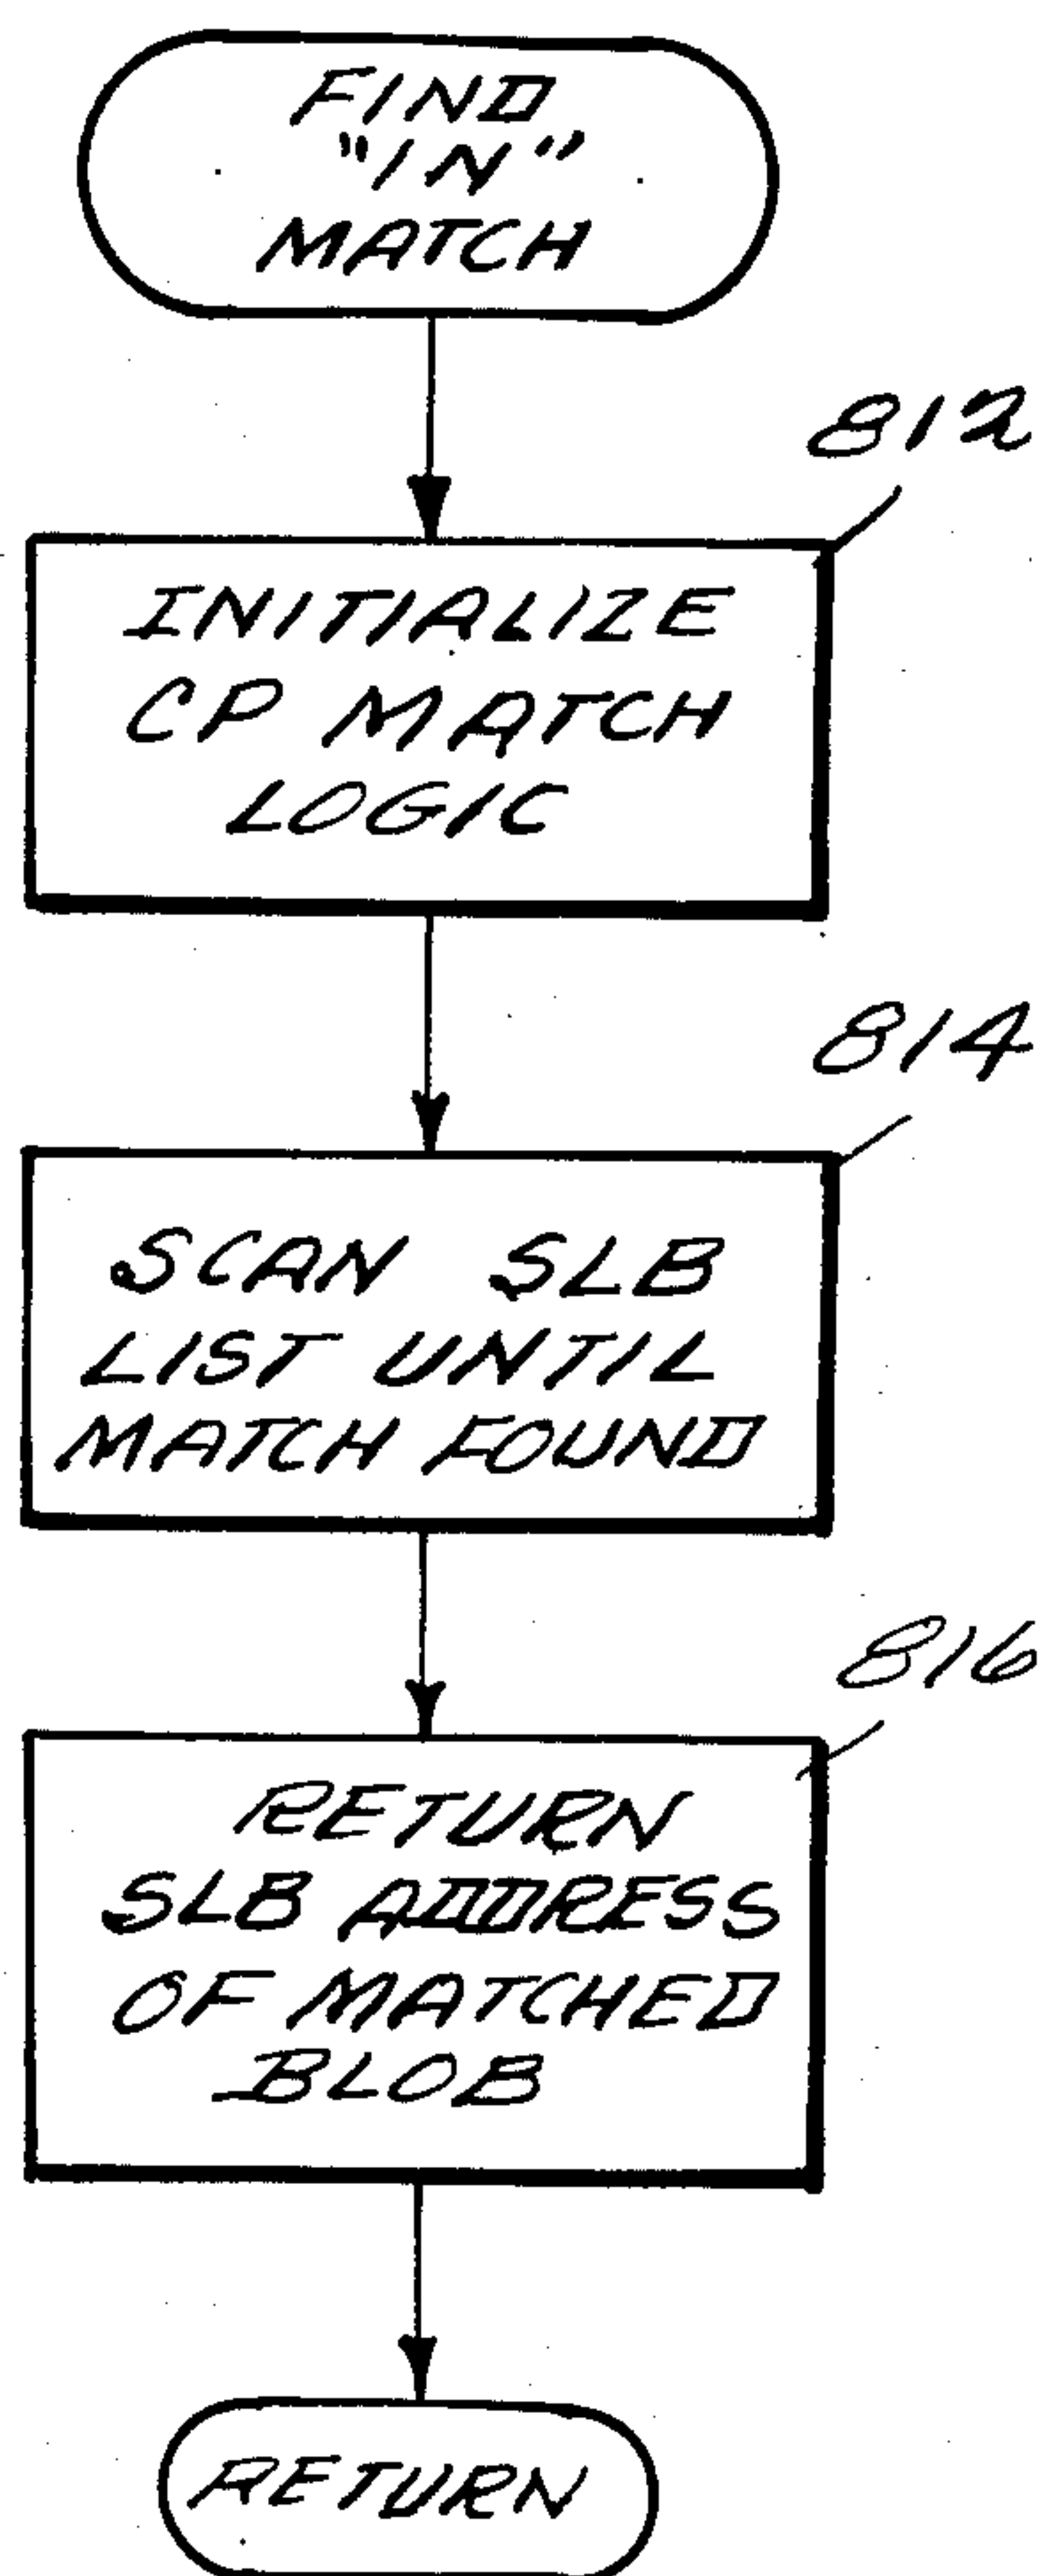 FIND
"IN"
MATCH
812
INITIALIZE
CP MATCH
LOGIC
814
SCAN SLB
LIST UNTIL
MATCH FOUND
816
RETURN
SLB ADDRESS
OF MATCHED
BLOB
RETURN